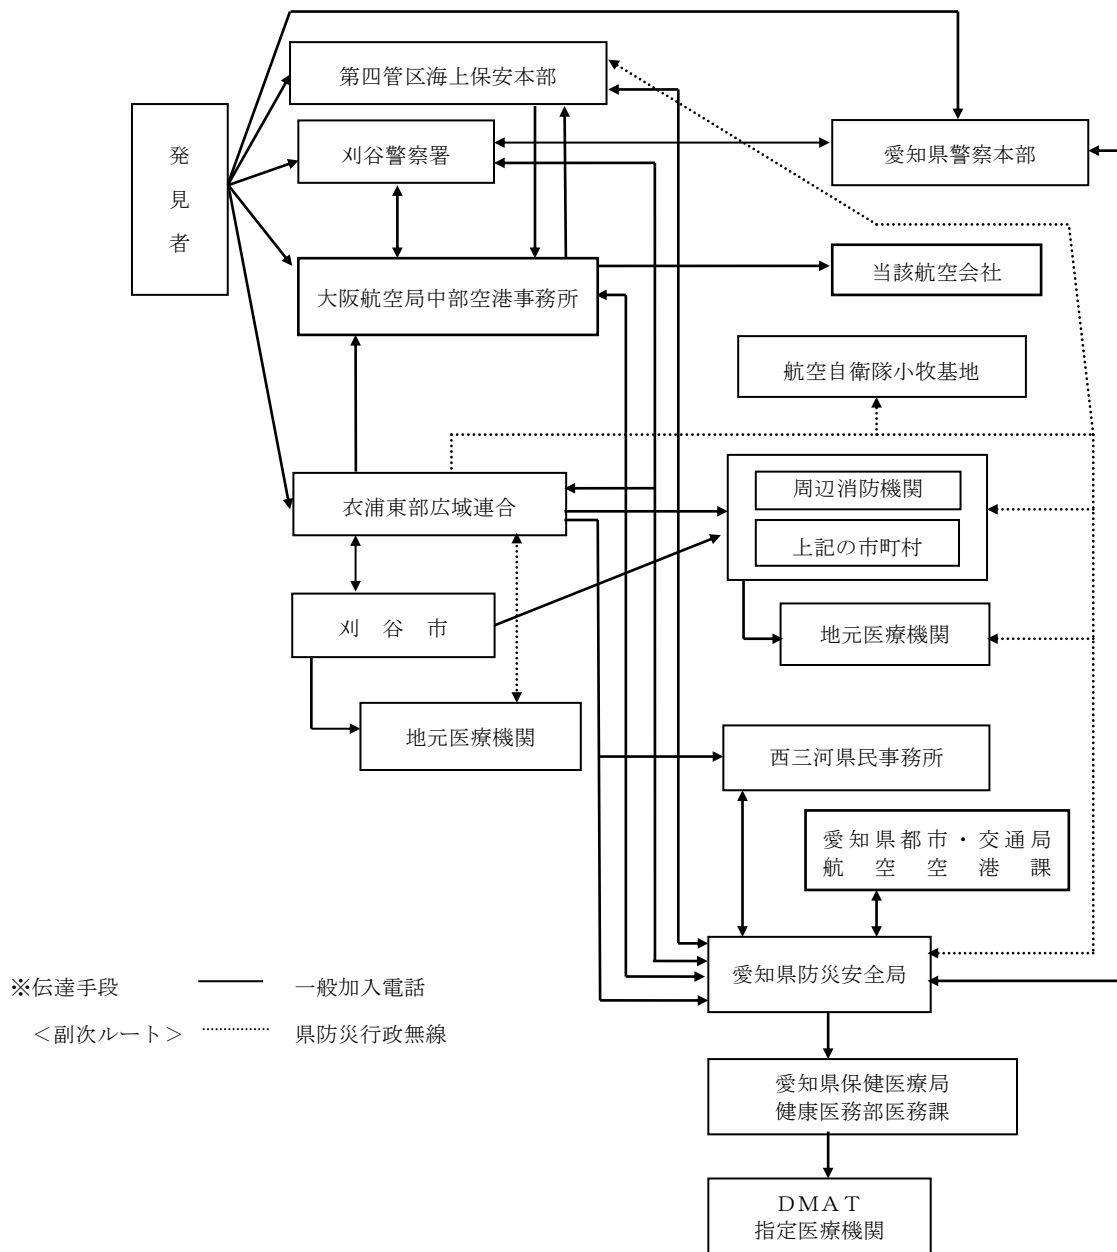 第四管区海上保安本部
発見者
刈谷警察署
愛知県警察本部
大阪航空局中部空港事務所
当該航空会社
航空自衛隊小牧基地
周辺消防機関
衣浦東部広域連合
上記の市町村
刈　谷　市
地元医療機関
地元医療機関
西三河県民事務所
愛知県都市・交通局
航空空港課
愛知県防災安全局
※伝達手段
一般加入電話
＜副次ルート＞
県防災行政無線
愛知県保健医療局
健康医務部医務課
ＤＭＡＴ
指定医療機関